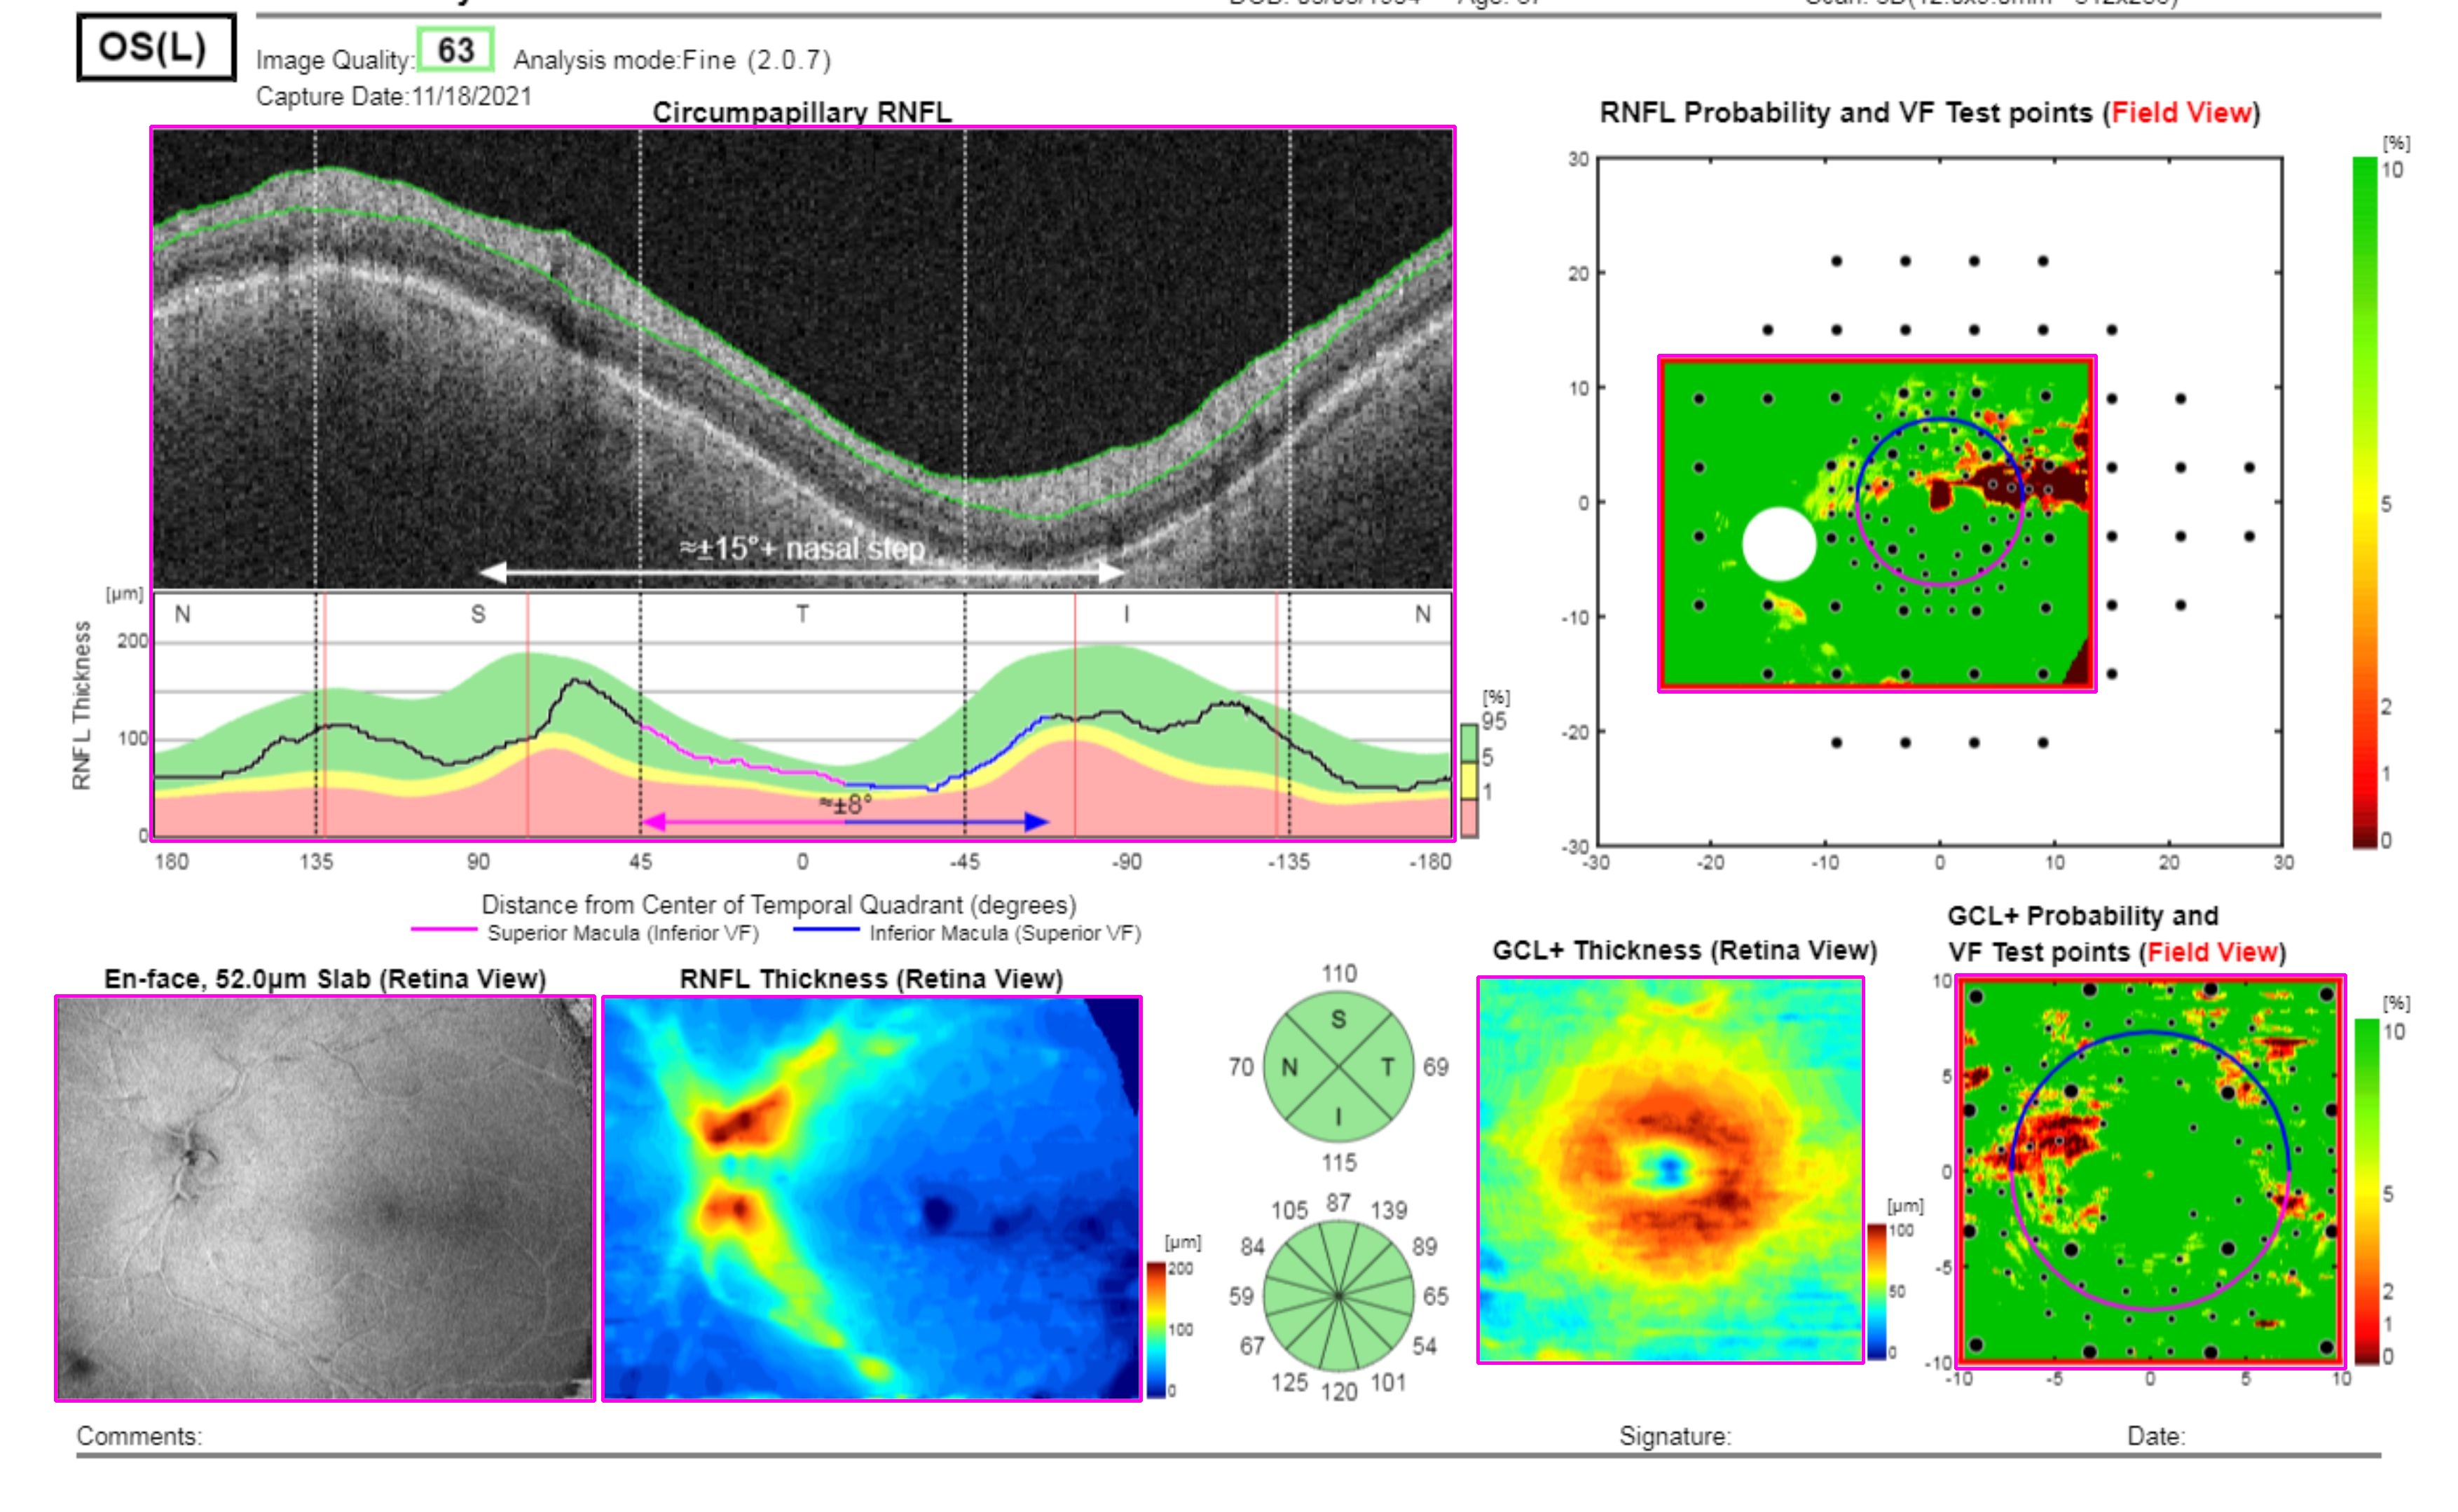 OS(L)
Image Quality: 63 Analysis mode:Fine (2.0.7)
Capture Date:11/18/2021
Circumpapillary RNFL
≈±15°+ nasal step
[µm]
N S T I N
RNFL Thickness
200
100
0
≈±8°
[%]
95
5
1
180 135 90 45 0 -45 -90 -135 -180
Distance from Center of Temporal Quadrant (degrees)
Superior Macula (Inferior VF) Inferior Macula (Superior VF)
RNFL Probability and VF Test points (Field View)
30
20
10
0
-10
-20
-30
-30 -20 -10 0 10 20 30
[%]
10
5
2
1
0
En-face, 52.0µm Slab (Retina View)
RNFL Thickness (Retina View)
[µm]
200
100
0
110
S
70 N T 69
I
115
105 87 139
84 89
59 65
67 54
125 120 101
GCL+ Thickness (Retina View)
[µm]
100
50
0
GCL+ Probability and
VF Test points (Field View)
10
5
0
-5
-10
-10 -5 0 5 10
[%]
10
5
2
1
0
Comments: Signature: Date: